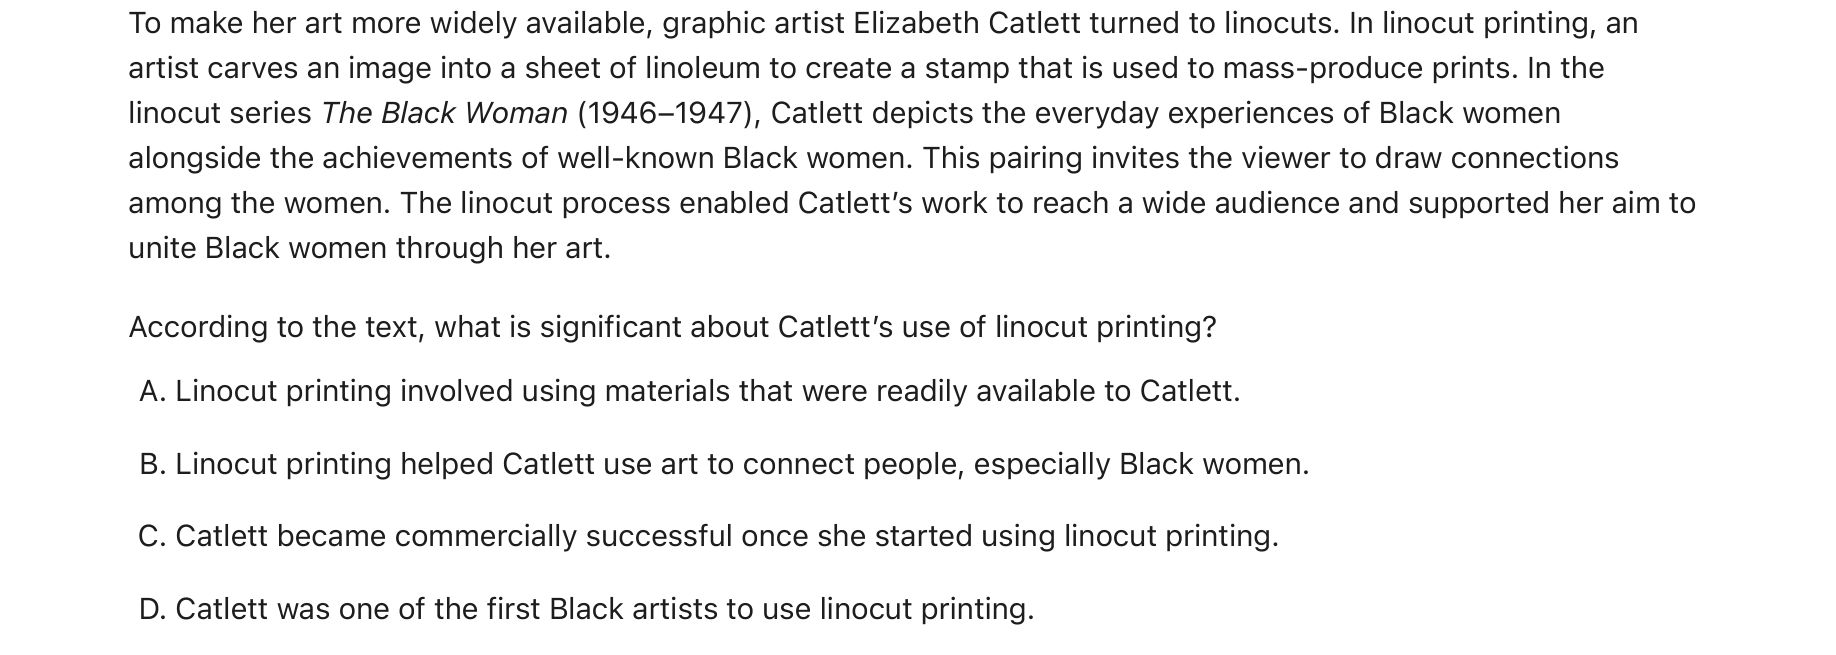 To make her art more widely available, graphic artist Elizabeth Catlett turned to linocuts. In linocut printing, an
artist carves an image into a sheet of linoleum to create a stamp that is used to mass-produce prints. In the
linocut series The Black Woman (1946–1947), Catlett depicts the everyday experiences of Black women
alongside the achievements of well-known Black women. This pairing invites the viewer to draw connections
among the women. The linocut process enabled Catlett’s work to reach a wide audience and supported her aim to
unite Black women through her art.
According to the text, what is significant about Catlett’s use of linocut printing?
A. Linocut printing involved using materials that were readily available to Catlett.
B. Linocut printing helped Catlett use art to connect people, especially Black women.
C. Catlett became commercially successful once she started using linocut printing.
D. Catlett was one of the first Black artists to use linocut printing.